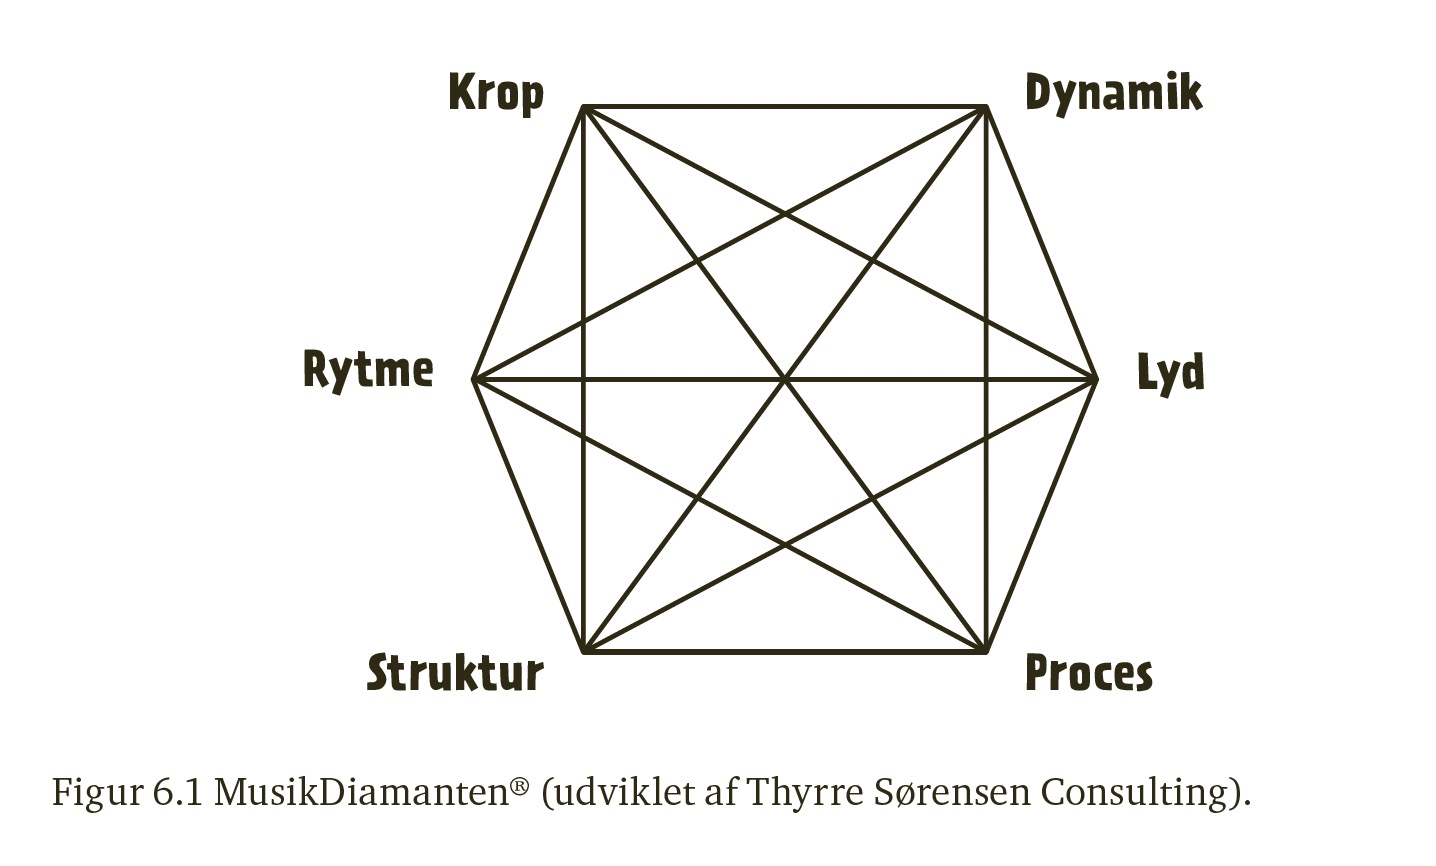 Krop
Dynamik
Rytme
Lyd
Struktur
Proces
Figur 6.1 MusikDiamanten® (udviklet af Thyrre Sørensen Consulting).